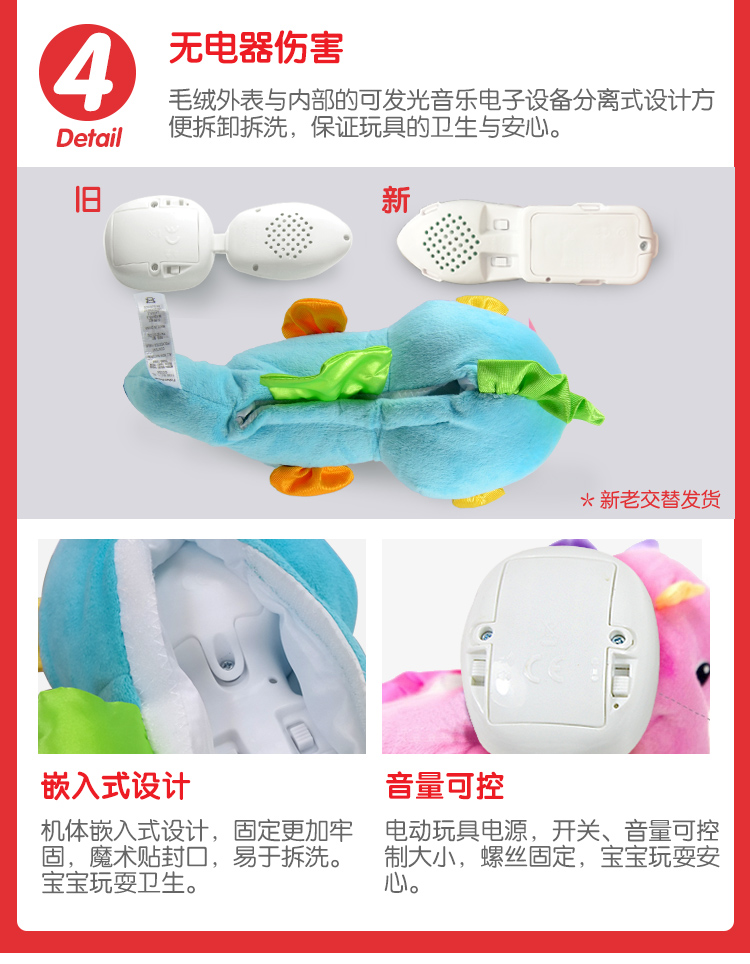 4
Detail
无电器伤害
毛绒外表与内部的可发光音乐电子设备分离式设计方
便拆卸拆洗，保证玩具的卫生与安心。
旧
新
＊新老交替发货
嵌入式设计
机体嵌入式设计，固定更加牢
固，魔术贴封口，易于拆洗。
宝宝玩耍卫生。
音量可控
电动玩具电源，开关、音量可控
制大小，螺丝固定，宝宝玩耍安
心。